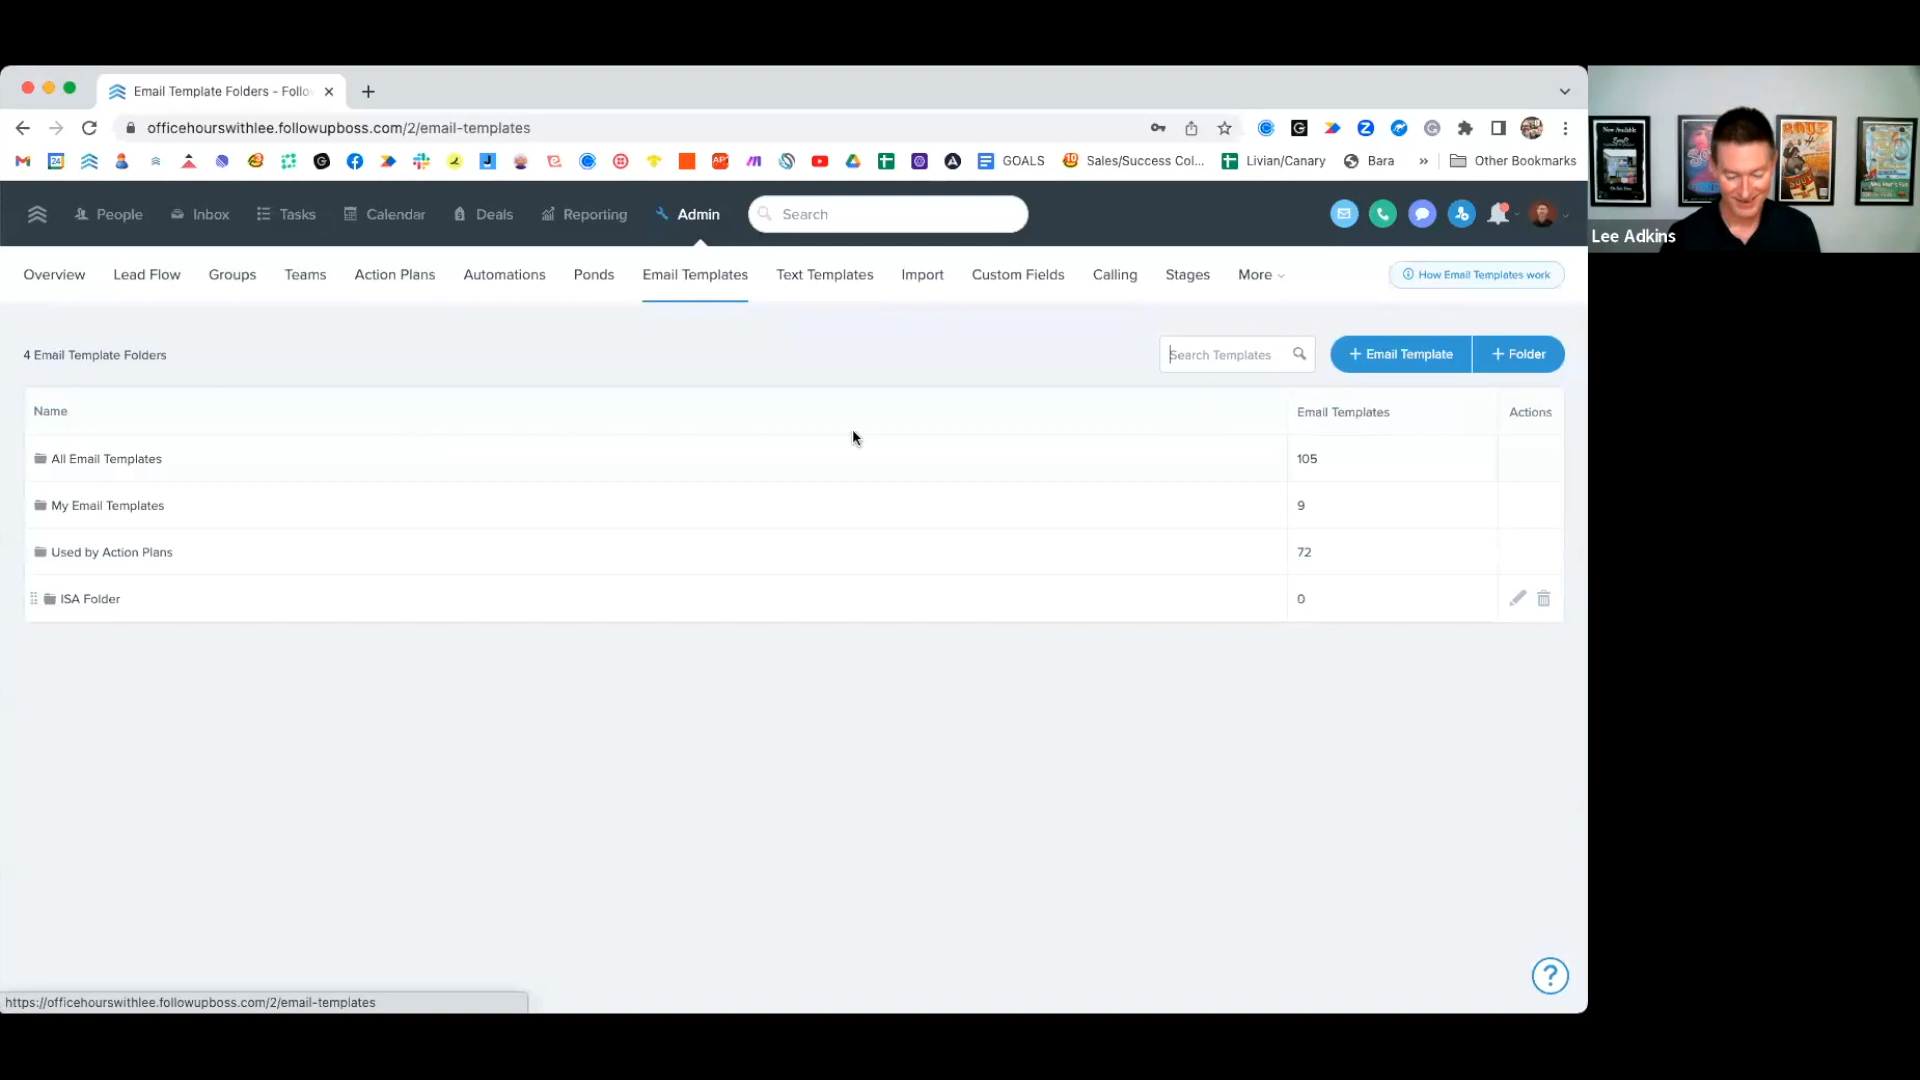 Email Template Folders - Follo
officehourswithlee.followupboss.com/2/email-templates
GOALS
Sales/Success Col...
Livian/Canary
Bara
»
Other Bookmarks
People
Inbox
Tasks
Calendar
Deals
Reporting
Admin
Search
Lee Adkins
Overview
Lead Flow
Groups
Teams
Action Plans
Automations
Ponds
Email Templates
Text Templates
Import
Custom Fields
Calling
Stages
More
How Email Templates work
4 Email Template Folders
Search Templates
+ Email Template
+ Folder
Name
Email Templates
Actions
All Email Templates
105
My Email Templates
9
Used by Action Plans
72
ISA Folder
0
?
https://officehourswithlee.followupboss.com/2/email-templates